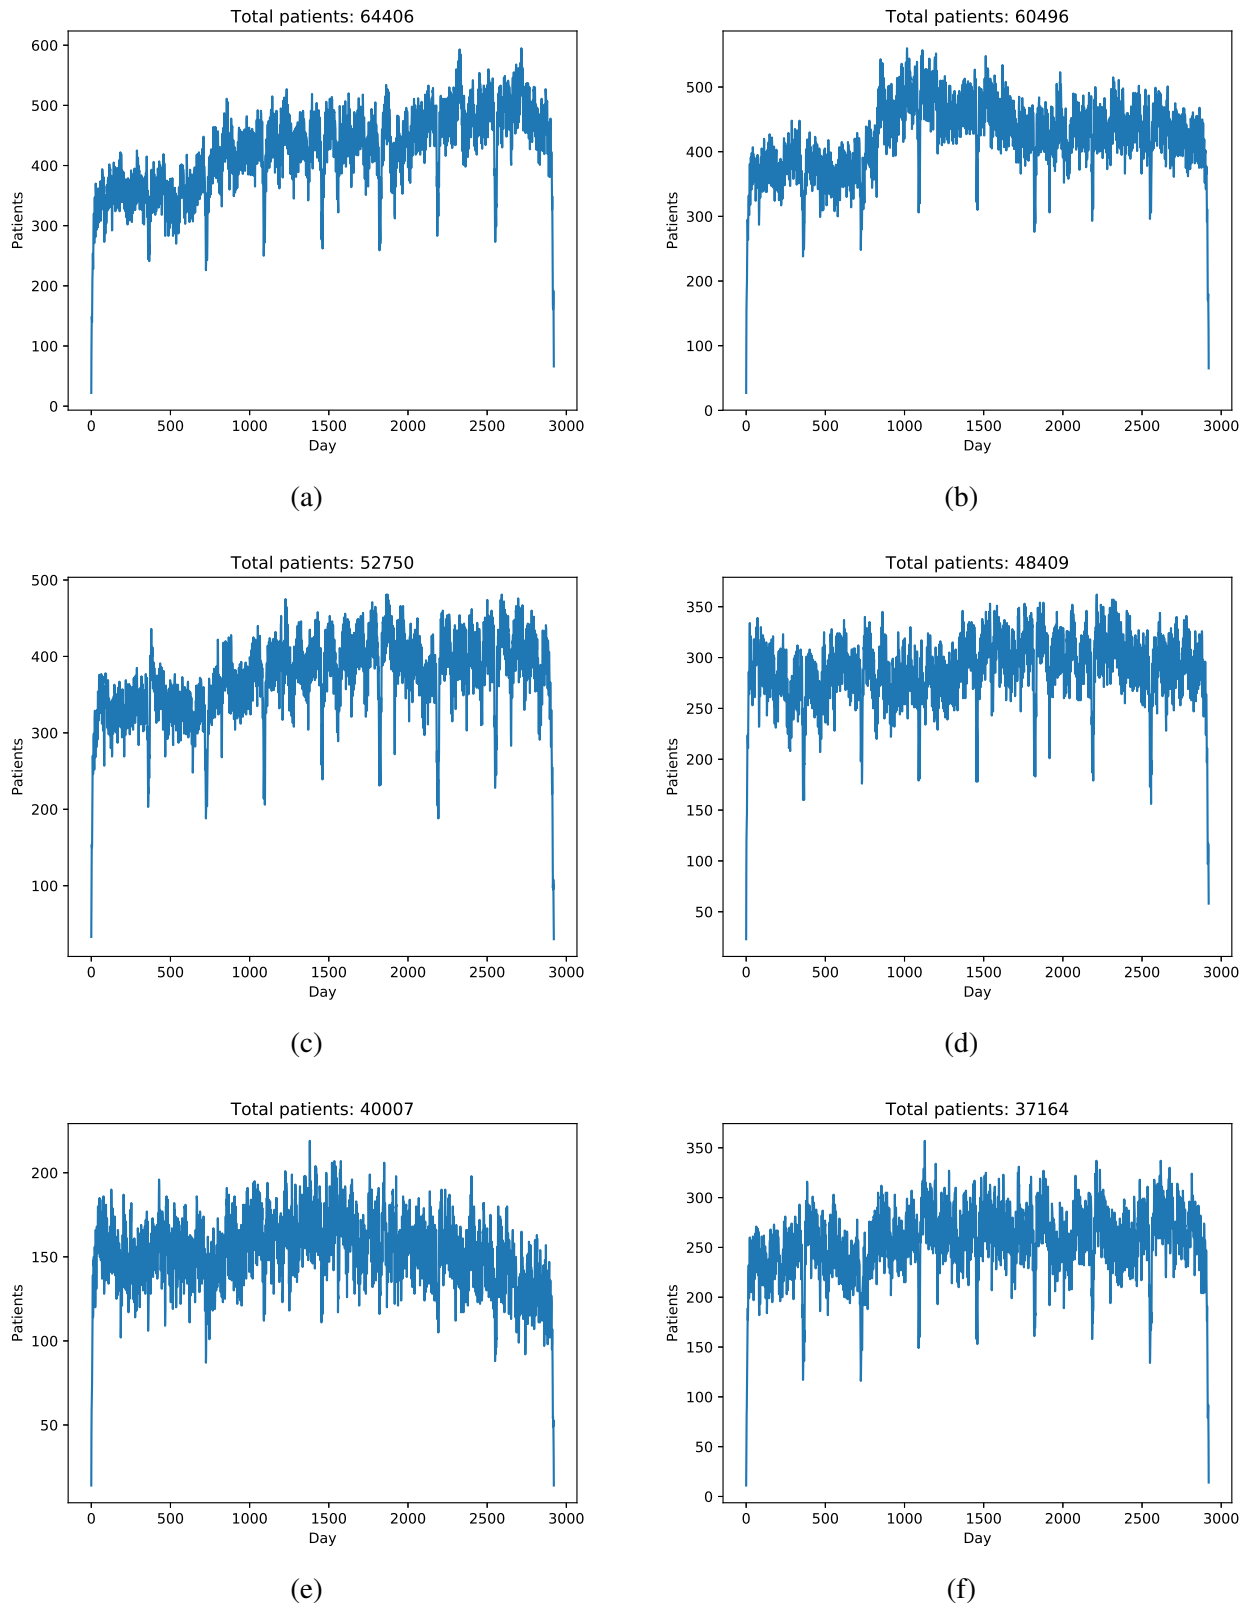 Total patients: 64406
600
500
400
300
200
100
0
Patients
0 500 1000 1500 2000 2500 3000
Day
(a)
Total patients: 60496
500
400
300
200
100
0
Patients
0 500 1000 1500 2000 2500 3000
Day
(b)
Total patients: 52750
500
400
300
200
100
Patients
0 500 1000 1500 2000 2500 3000
Day
(c)
Total patients: 48409
350
300
250
200
150
100
50
Patients
0 500 1000 1500 2000 2500 3000
Day
(d)
Total patients: 40007
200
150
100
50
Patients
0 500 1000 1500 2000 2500 3000
Day
(e)
Total patients: 37164
350
300
250
200
150
100
50
0
Patients
0 500 1000 1500 2000 2500 3000
Day
(f)